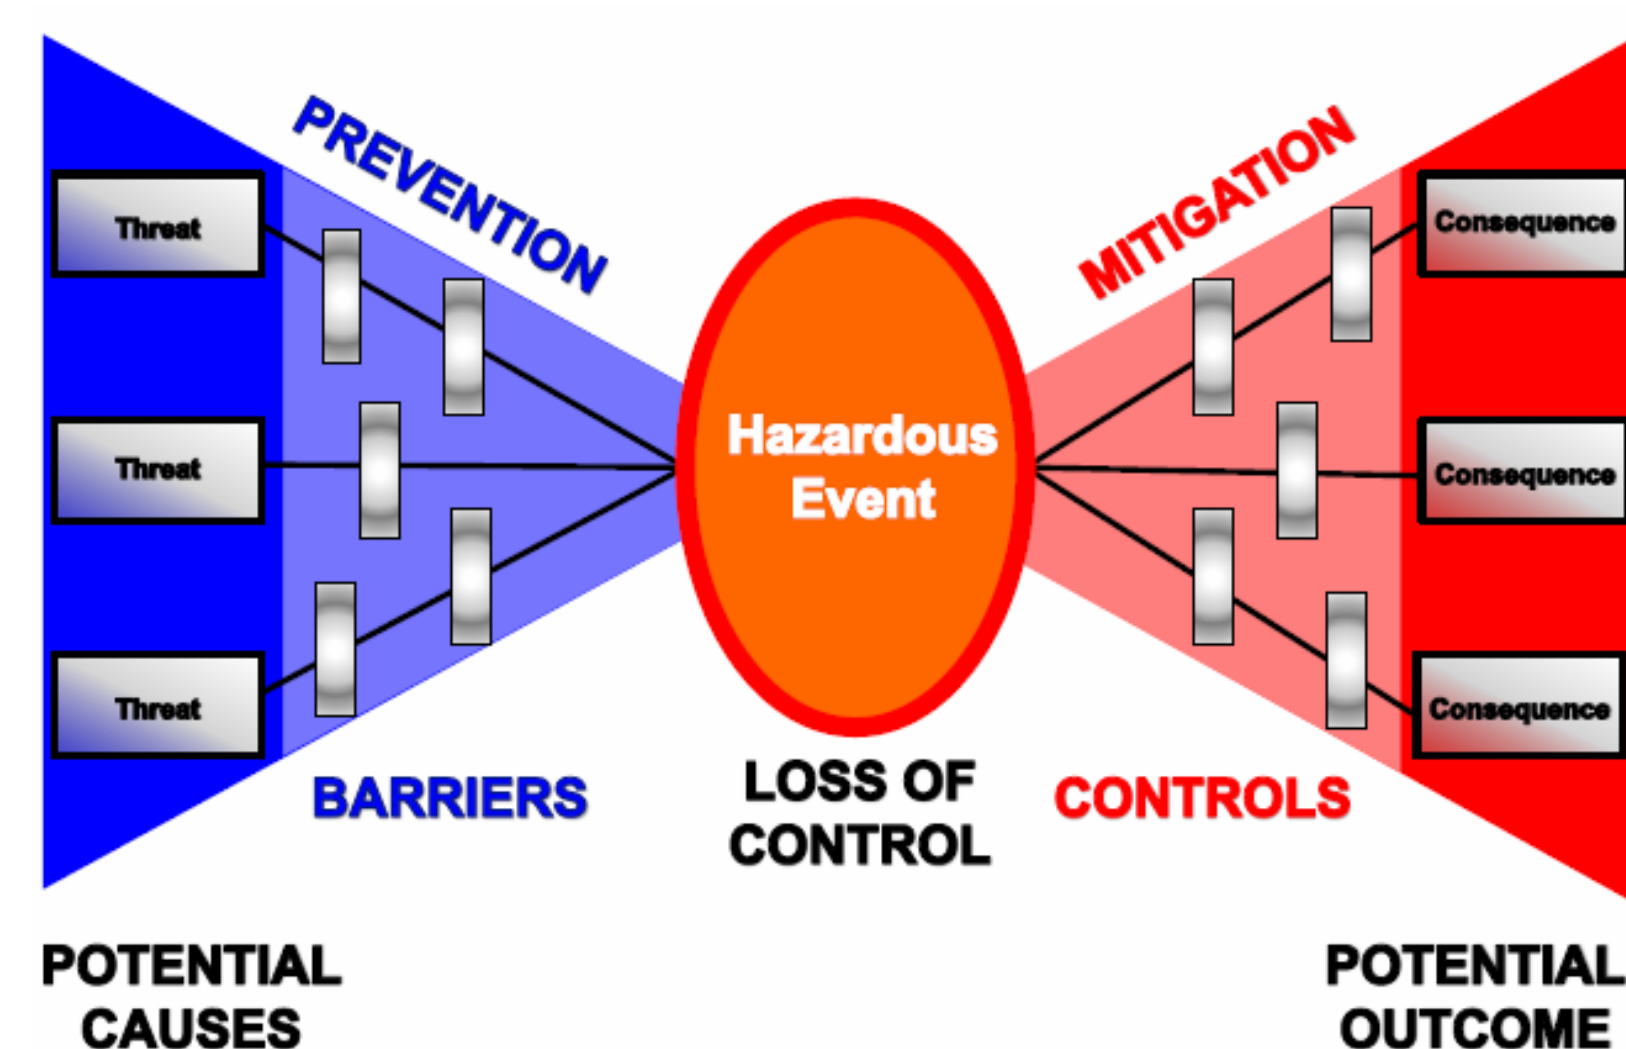 PREVENTION
MITIGATION
Threat
Consequence
Hazardous
Event
Threat
Consequence
Threat
Consequence
BARRIERS
LOSS OF
CONTROL
CONTROLS
POTENTIAL
CAUSES
POTENTIAL
OUTCOME